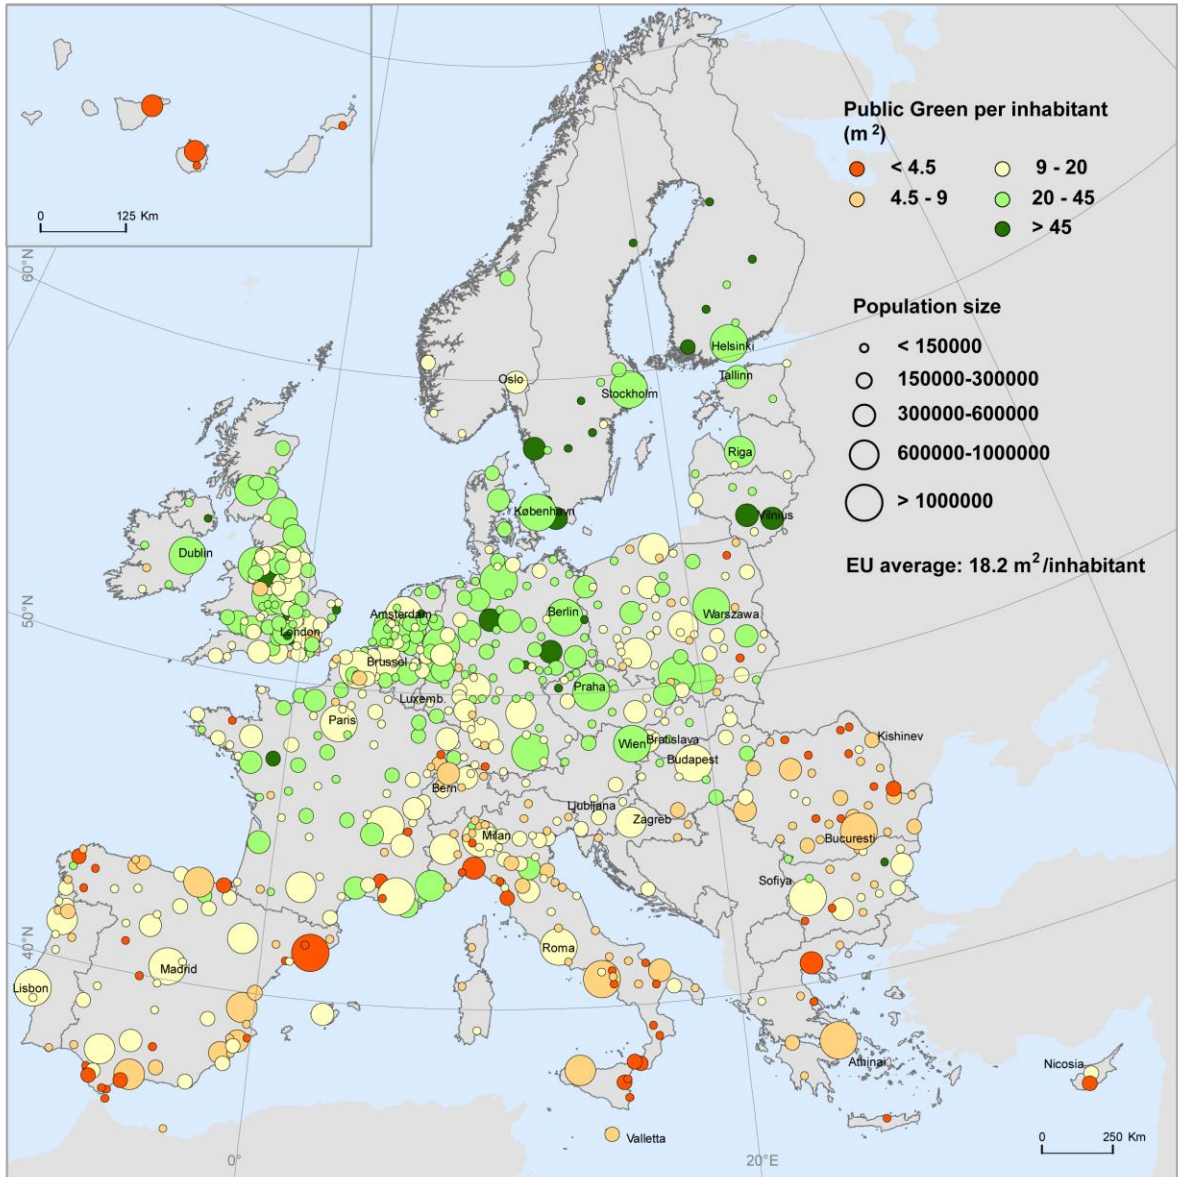 0 125 Km
Public Green per inhabitant
(m²)
< 4.5 9 - 20
4.5 - 9 20 - 45
> 45
60°N
Population size
< 150000
150000-300000
300000-600000
600000-1000000
> 1000000
EU average: 18.2 m²/inhabitant
Helsinki
Oslo
Tallinn
Stockholm
Riga
København
Vilnius
Dublin
50°N
Amsterdam
Berlin
Warszawa
London
Brussel
Praha
Luxemb.
Paris
Kishinev
Wien
Bratislava
Budapest
Bern
Ljubljana
Zagreb
Milan
Bucuresti
Sofiya
40°N
Roma
Madrid
Lisbon
Athinai
Nicosia
Valletta
0 250 Km
0°
20°E